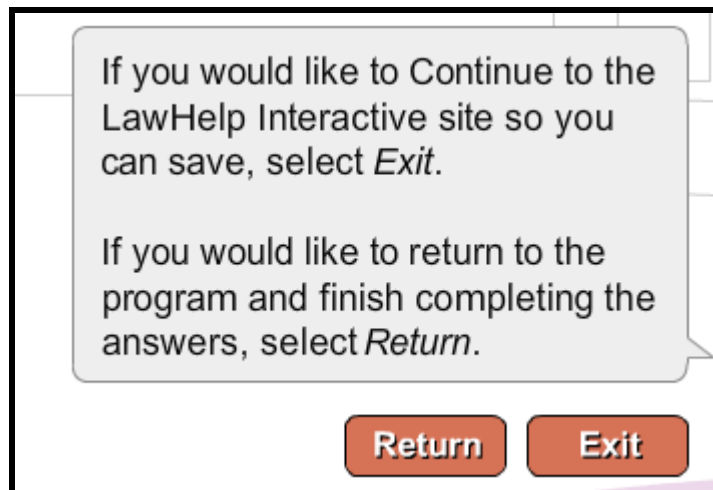 If you would like to Continue to the
LawHelp Interactive site so you
can save, select Exit.
If you would like to return to the
program and finish completing the
answers, select Return.
Return Exit